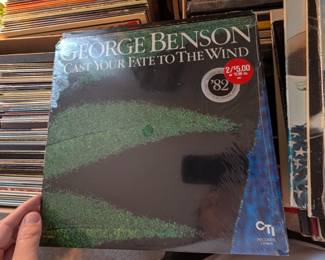 GEORGE BENSON
CAST YOUR FATE TO THE WIND
2/$5.00
'82
CTI